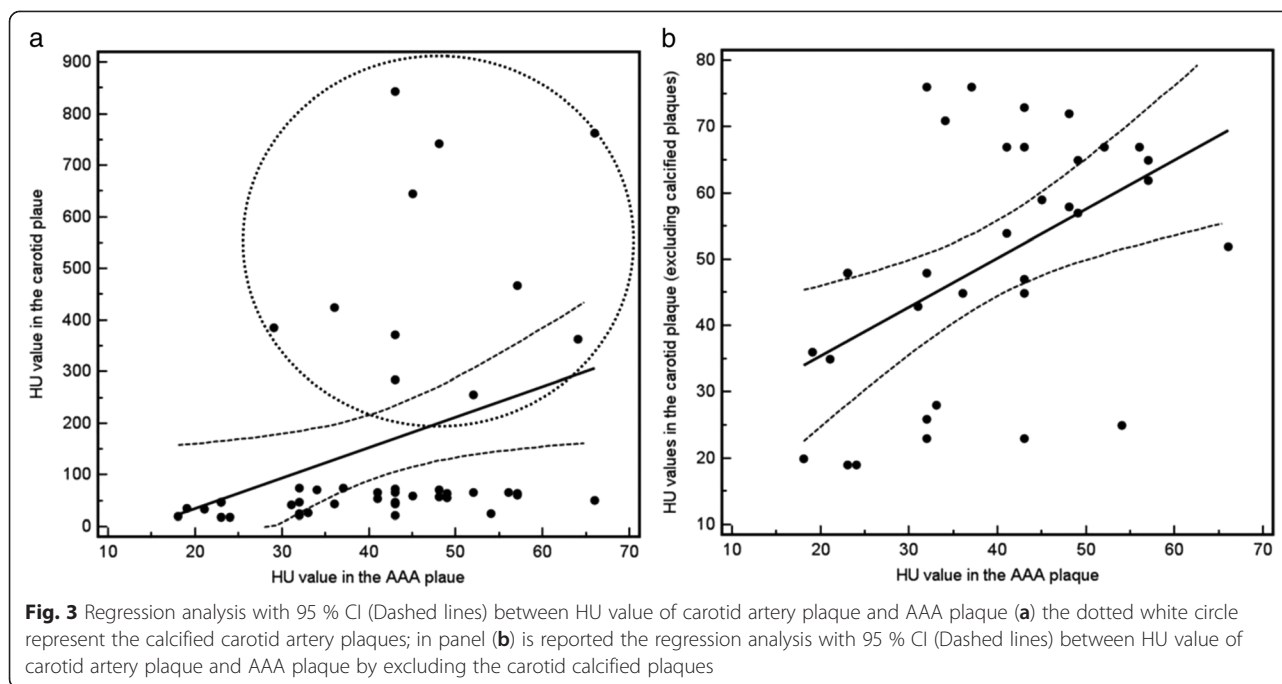 a
HU value in the carotid plaue
900
800
700
600
500
400
300
200
100
0
10 20 30 40 50 60 70
HU value in the AAA plaue
b
HU values in the carotid plaque (excluding calcified plaques)
80
70
60
50
40
30
20
10
10 20 30 40 50 60 70
HU value in the AAA plaque
Fig. 3 Regression analysis with 95 % CI (Dashed lines) between HU value of carotid artery plaque and AAA plaque (a) the dotted white circle
represent the calcified carotid artery plaques; in panel (b) is reported the regression analysis with 95 % CI (Dashed lines) between HU value of
carotid artery plaque and AAA plaque by excluding the carotid calcified plaques